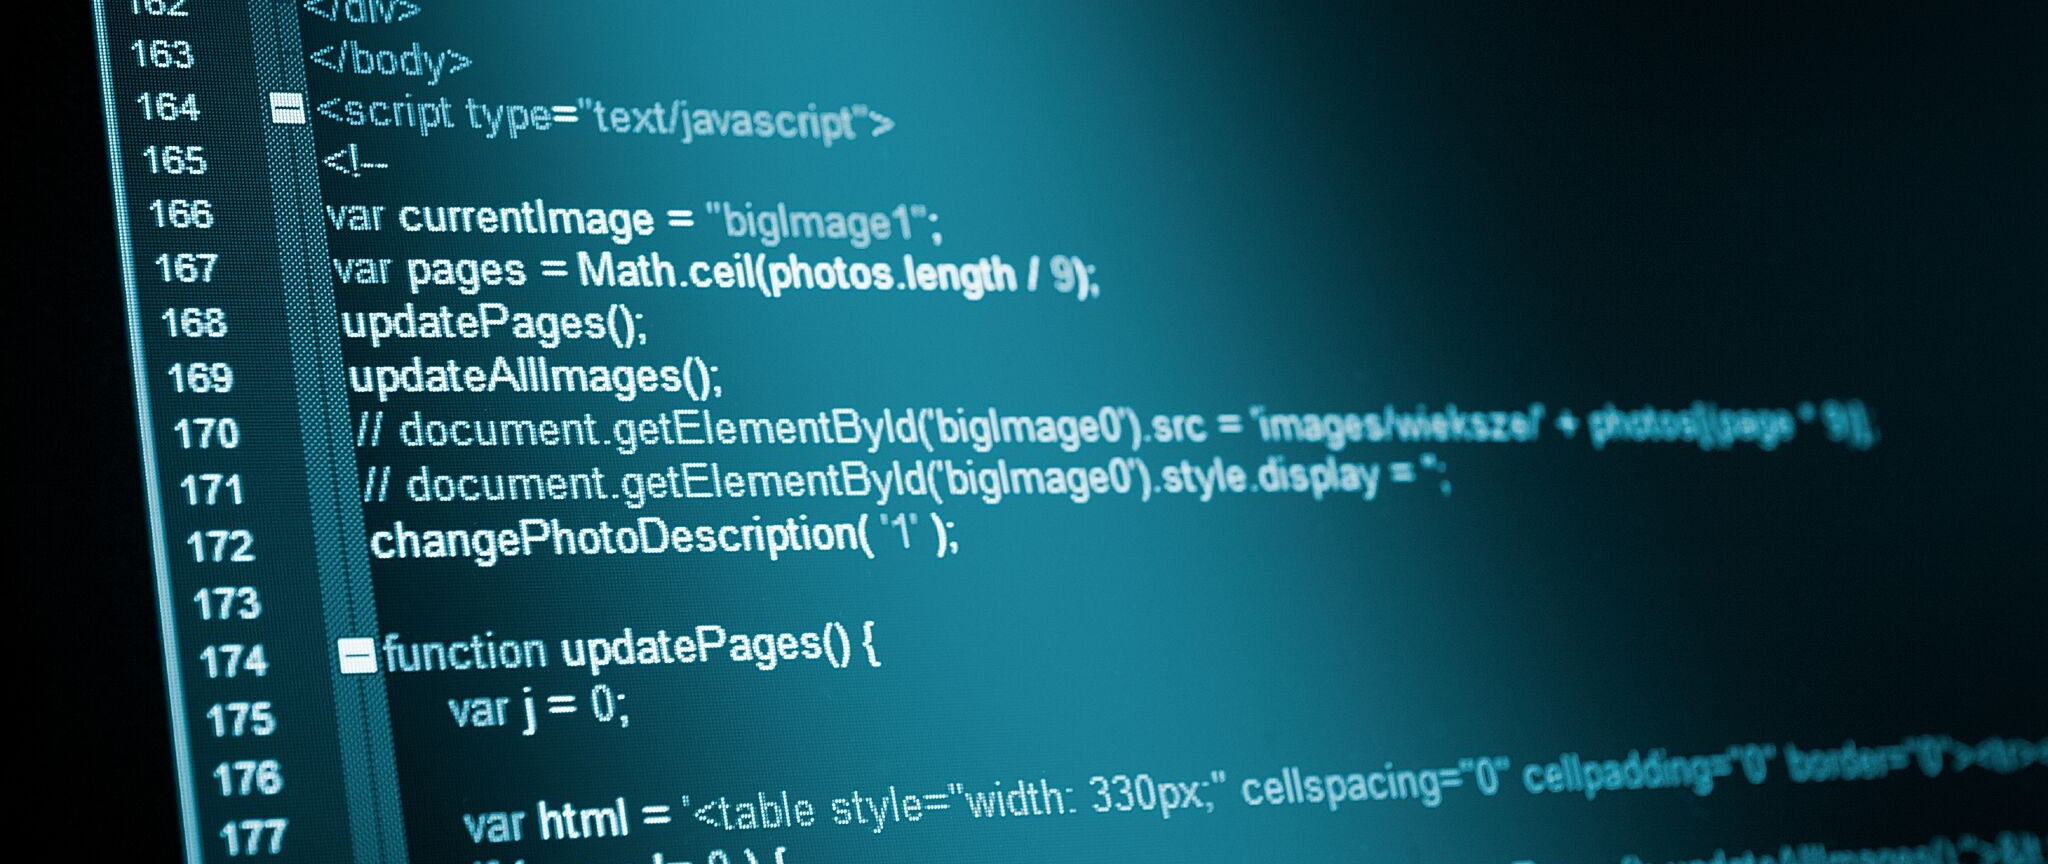 162 </div>
163 </body>
164 <script type="text/javascript">
165 <!--
166 var currentImage = "bigImage1";
167 var pages = Math.ceil(photos.length / 9);
168 updatePages();
169 updateAllImages();
170 // document.getElementById('bigImage0').src = 'images/wieksze/' + photos[(page * 9)];
171 // document.getElementById('bigImage0').style.display = '';
172 changePhotoDescription( '1' );
173
174 function updatePages() {
175 var j = 0;
176
177 var html = '<table style="width: 330px;" cellspacing="0" cellpadding="0" border="0"><tr>